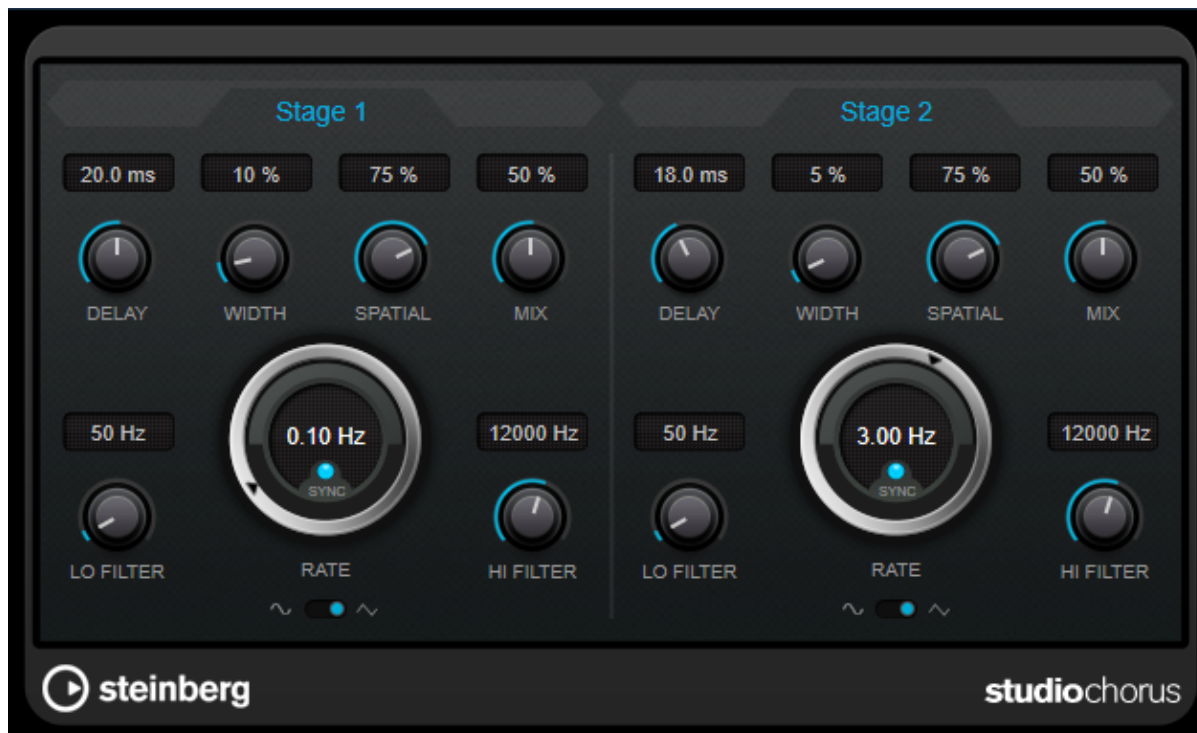 Stage 1 Stage 2
20.0 ms 10 % 75 % 50 % 18.0 ms 5 % 75 % 50 %
DELAY WIDTH SPATIAL MIX DELAY WIDTH SPATIAL MIX
50 Hz 0.10 Hz 12000 Hz 50 Hz 3.00 Hz 12000 Hz
SYNC SYNC
LO FILTER RATE HI FILTER LO FILTER RATE HI FILTER
steinberg studiochorus